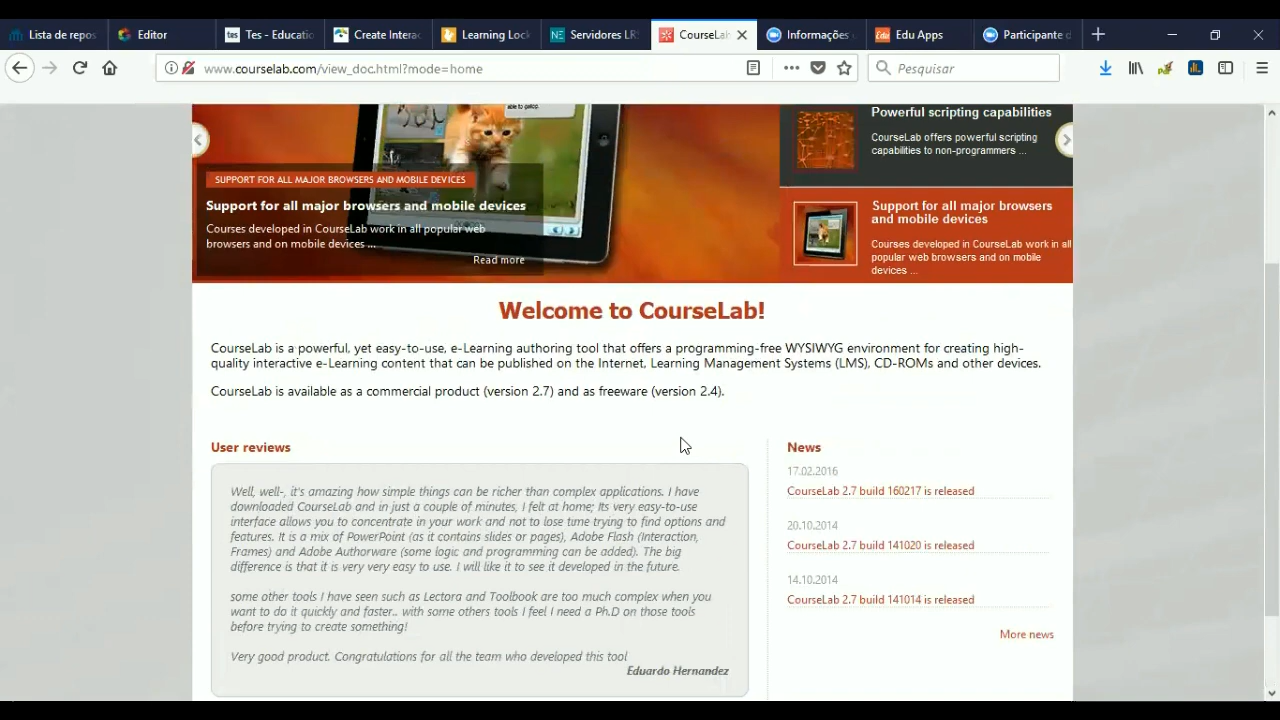 Lista de repos
Editor
Tes - Educatio
Create Interac
Learning Lock
Servidores LRS
CourseLab
Informações
Edu Apps
Participante d
www.courselab.com/view_doc.html?mode=home
Pesquisar
able to gallop.
SUPPORT FOR ALL MAJOR BROWSERS AND MOBILE DEVICES
Support for all major browsers and mobile devices
Courses developed in CourseLab work in all popular web
browsers and on mobile devices ...
Read more
Powerful scripting capabilities
CourseLab offers powerful scripting
capabilities to non-programmers ...
Support for all major browsers
and mobile devices
Courses developed in CourseLab work in all
popular web browsers and on mobile
devices ...
Welcome to CourseLab!
CourseLab is a powerful, yet easy-to-use, e-Learning authoring tool that offers a programming-free WYSIWYG environment for creating high-
quality interactive e-Learning content that can be published on the Internet, Learning Management Systems (LMS), CD-ROMs and other devices.
CourseLab is available as a commercial product (version 2.7) and as freeware (version 2.4).
User reviews
Well, well-, it's amazing how simple things can be richer than complex applications. I have
downloaded CourseLab and in just a couple of minutes, I felt at home; Its very easy-to-use
interface allows you to concentrate in your work and not to lose time trying to find options and
features. It is a mix of PowerPoint (as it contains slides or pages), Adobe Flash (Interaction,
Frames) and Adobe Authorware (some logic and programming can be added). The big
difference is that it is very very easy to use. I will like it to see it developed in the future.
some other tools I have seen such as Lectora and Toolbook are too much complex when you
want to do it quickly and faster.. with some others tools I feel I need a Ph.D on those tools
before trying to create something!
Very good product. Congratulations for all the team who developed this tool
Eduardo Hernandez
News
17.02.2016
CourseLab 2.7 build 160217 is released
20.10.2014
CourseLab 2.7 build 141020 is released
14.10.2014
CourseLab 2.7 build 141014 is released
More news